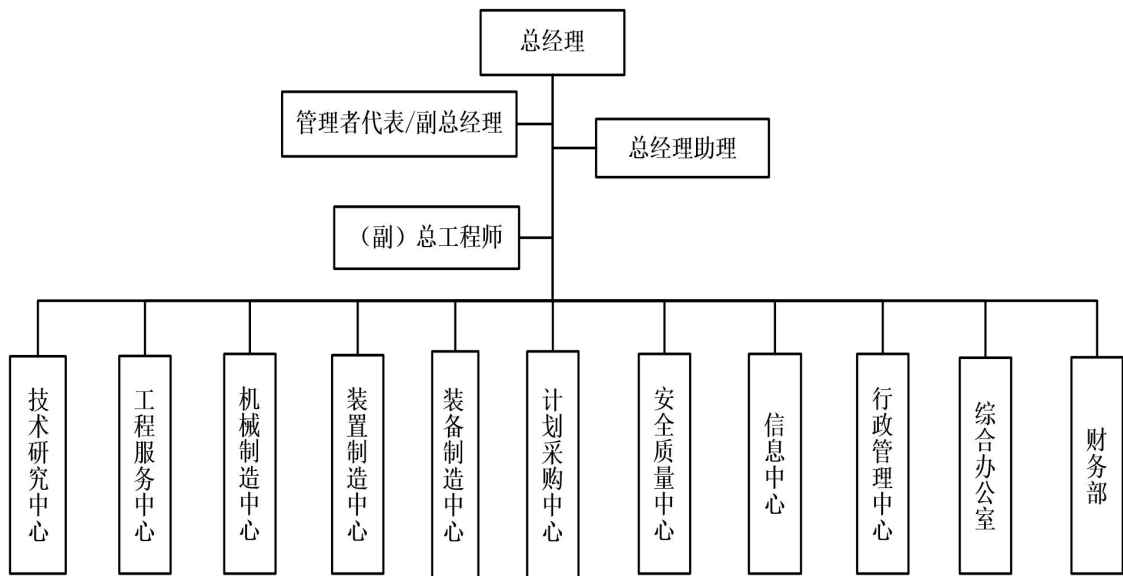 总经理
管理者代表/副总经理
总经理助理
（副）总工程师
技术研究中心
工程服务中心
机械制造中心
装置制造中心
装备制造中心
计划采购中心
安全质量中心
信息中心
行政管理中心
综合办公室
财务部